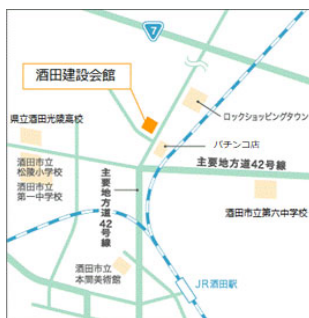 7
酒田建設会館
ロックショッピングタウン
県立酒田光陵高校
パチンコ店
酒田市立
松陵小学校
主要地方道42号線
酒田市立
第一中学校
主要地方道42号線
酒田市立第六中学校
酒田市立
本間美術館
JR酒田駅